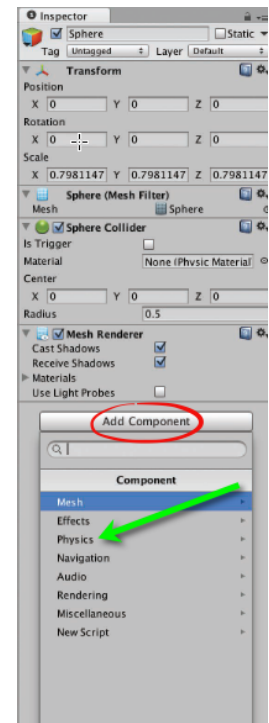 Inspector
Sphere Static
Tag Untagged Layer Default
Transform
Position
X 0 Y 0 Z 0
Rotation
X 0 Y 0 Z 0
Scale
X 0.7981147 Y 0.7981147 Z 0.7981147
Sphere (Mesh Filter)
Mesh Sphere
Sphere Collider
Is Trigger
Material None (Physic Material)
Center
X 0 Y 0 Z 0
Radius 0.5
Mesh Renderer
Cast Shadows
Receive Shadows
Materials
Use Light Probes
Add Component
Component
Mesh
Effects
Physics
Navigation
Audio
Rendering
Miscellaneous
New Script